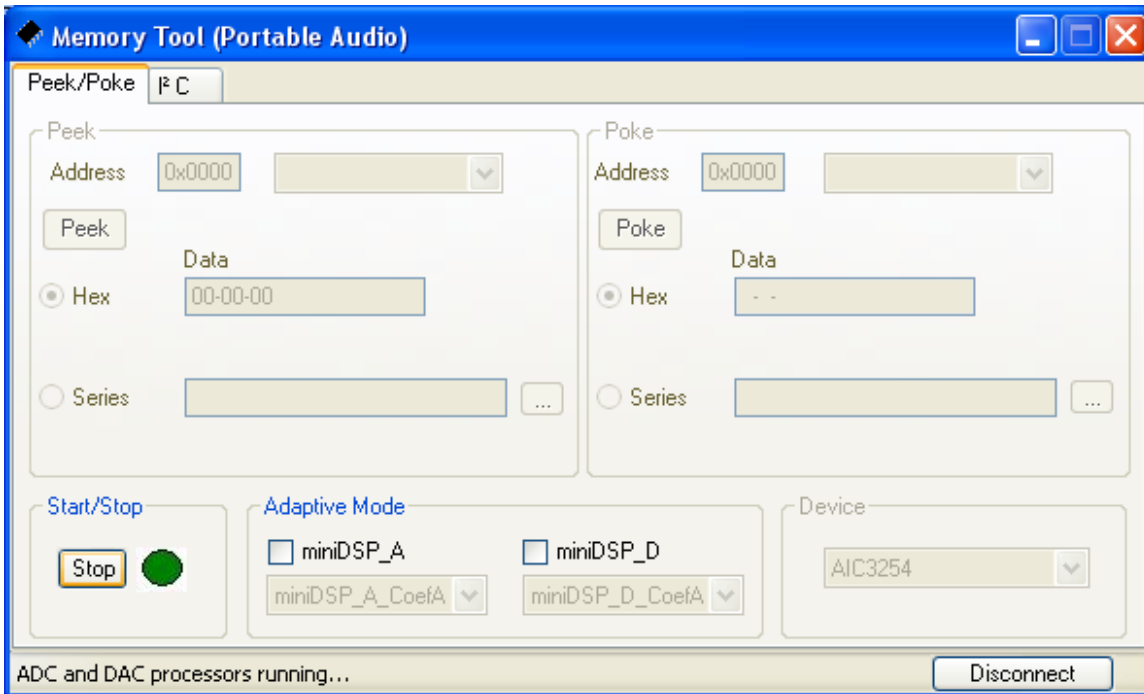 Memory Tool (Portable Audio)
Peek/Poke
I² C
Peek
Address
0x0000
Peek
Data
Hex
00-00-00
Series
...
Poke
Address
0x0000
Poke
Data
Hex
- -
Series
...
Start/Stop
Stop
Adaptive Mode
miniDSP_A
miniDSP_D
miniDSP_A_CoefA
miniDSP_D_CoefA
Device
AIC3254
ADC and DAC processors running...
Disconnect